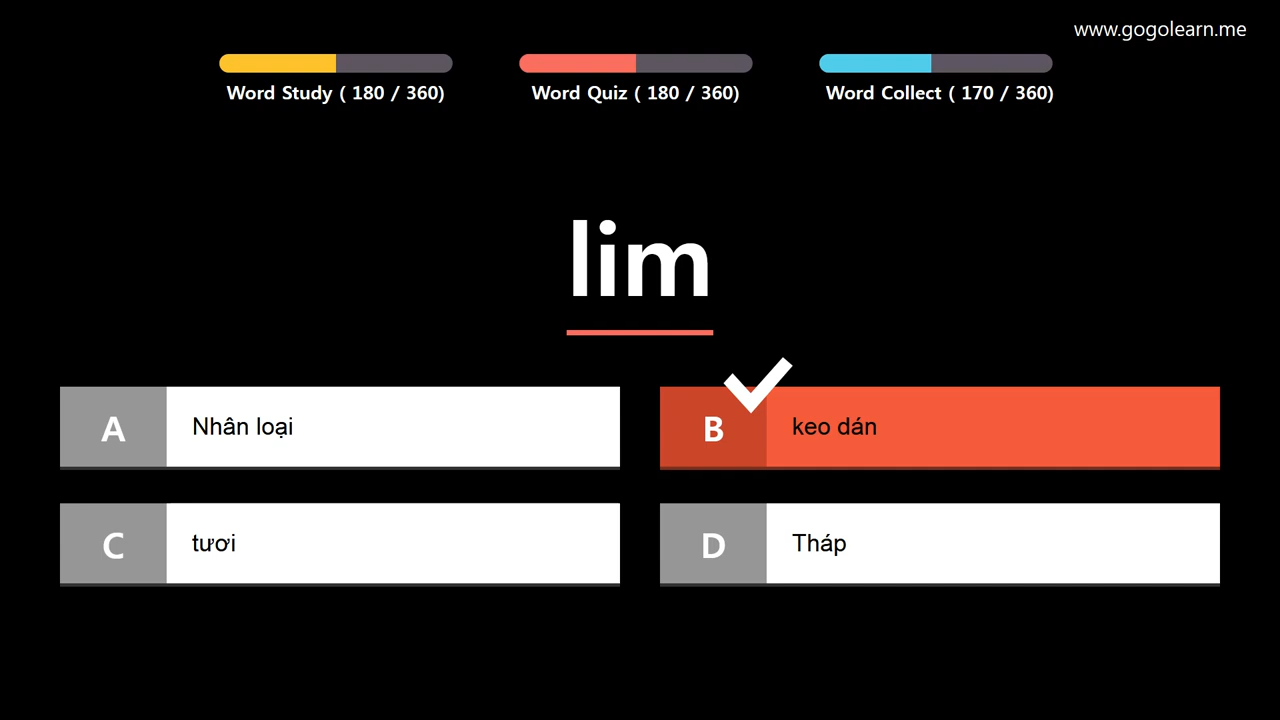 www.gogolearn.me
Word Study ( 180 / 360)
Word Quiz ( 180 / 360)
Word Collect ( 170 / 360)
lim
A Nhân loại
B keo dán
C tươi
D Tháp